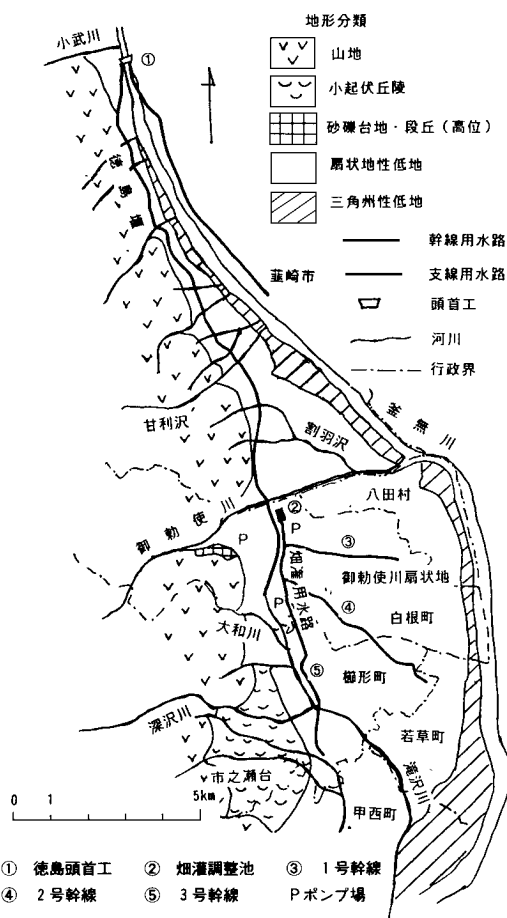 地形分類
山地
小起伏丘陵
砂礫台地・段丘（高位）
扇状地性低地
三角州性低地
幹線用水路
支線用水路
頭首工
河川
行政界
小武川
①
徳島堰
韮崎市
釜無川
甘利沢
割羽沢
八田村
御勅使川
②
P
P
③
畑灌用水路
御勅使川扇状地
④
白根町
P
大和川
⑤
櫛形町
深沢川
若草町
滝沢川
市之瀬台
甲西町
0 1 5km
① 徳島頭首工 ② 畑灌調整池 ③ 1号幹線
④ 2号幹線 ⑤ 3号幹線 Pポンプ場